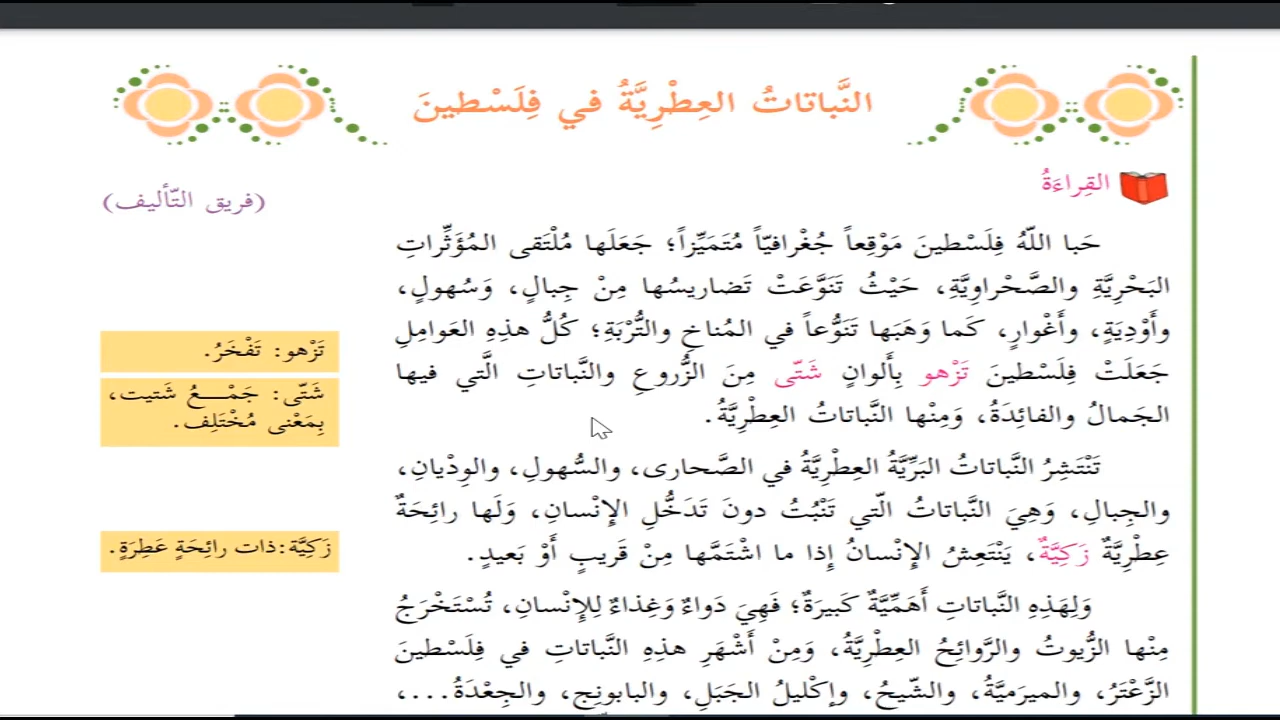 النَّباتاتُ العِطْرِيَّةُ في فِلَسْطينَ
القِراءَةُ
(فريق التّأليف)
حَبا اللّهُ فِلَسْطينَ مَوْقِعاً جُغْرافيّاً مُتَمَيِّزاً؛ جَعَلَها مُلْتَقى المُؤَثِّراتِ
البَحْرِيَّةِ والصَّحْراوِيَّةِ، حَيْثُ تَنَوَّعَتْ تَضاريسُها مِنْ جِبالٍ، وَسُهولٍ،
وأَوْدِيَةٍ، وأَغْوارٍ، كَما وَهَبَها تَنَوُّعاً في المُناخِ والتُّرْبَةِ؛ كُلُّ هذِهِ العَوامِلِ
جَعَلَتْ فِلَسْطينَ تَزْهو بِأَلوانٍ شَتّى مِنَ الزُّروعِ والنَّباتاتِ الَّتي فيها
الجَمالُ والفائِدَةُ، وَمِنْها النَّباتاتُ العِطْرِيَّةُ.
تَزْهو: تَفْخَرُ.
شَتّى: جَمْـــعُ شَتيت،
بِمَعْنى مُخْتَلِف.
تَنْتَشِرُ النَّباتاتُ البَرِّيَّةُ العِطْرِيَّةُ في الصَّحارى، والسُّهولِ، والوِدْيانِ،
والجِبالِ، وَهِيَ النَّباتاتُ الّتي تَنْبُتُ دونَ تَدَخُّلِ الإِنْسانِ، وَلَها رائِحَةٌ
عِطْرِيَّةٌ زَكِيَّةٌ، يَنْتَعِشُ الإِنْسانُ إِذا ما اشْتَمَّها مِنْ قَريبٍ أَوْ بَعيدٍ.
زَكِيَّة:ذات رائِحَةٍ عَطِرَةٍ.
وَلِهَذِهِ النَّباتاتِ أَهَمِّيَّةٌ كَبيرَةٌ؛ فَهِيَ دَواءٌ وَغِذاءٌ لِلإِنْسانِ، تُسْتَخْرَجُ
مِنْها الزُّيوتُ والرَّوائِحُ العِطْرِيَّةُ، وَمِنْ أَشْهَرِ هذِهِ النَّباتاتِ في فِلَسْطينَ
الزَّعْتَرُ، والميرَميَّةُ، والشّيحُ، وإكْليلُ الجَبَلِ، والبابونِج، والجِعْدَةُ...،